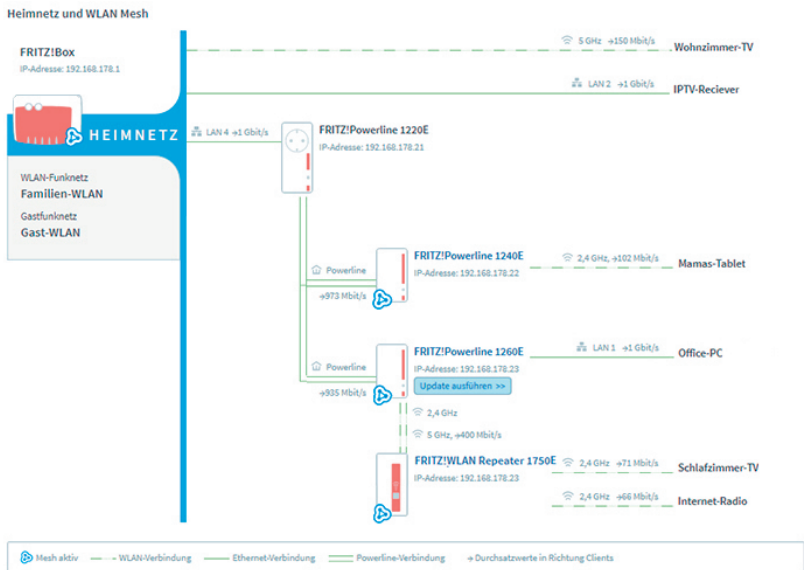 Heimnetz und WLAN Mesh
FRITZ!Box
IP-Adresse: 192.168.178.1
HEIMNETZ
WLAN-Funknetz
Familien-WLAN
Gastfunknetz
Gast-WLAN
5 GHz →150 Mbit/s
Wohnzimmer-TV
LAN 2 →1 Gbit/s
IPTV-Reciever
LAN 4 →1 Gbit/s
FRITZ!Powerline 1220E
IP-Adresse: 192.168.178.21
Powerline
→973 Mbit/s
FRITZ!Powerline 1240E
IP-Adresse: 192.168.178.22
2,4 GHz, →102 Mbit/s
Mamas-Tablet
Powerline
→935 Mbit/s
FRITZ!Powerline 1260E
IP-Adresse: 192.168.178.23
Update ausführen >>
LAN 1 →1 Gbit/s
Office-PC
2,4 GHz
5 GHz, →400 Mbit/s
FRITZ!WLAN Repeater 1750E
IP-Adresse: 192.168.178.23
2,4 GHz →71 Mbit/s
Schlafzimmer-TV
2,4 GHz →66 Mbit/s
Internet-Radio
Mesh aktiv
WLAN-Verbindung
Ethernet-Verbindung
Powerline-Verbindung
→ Durchsatzwerte in Richtung Clients